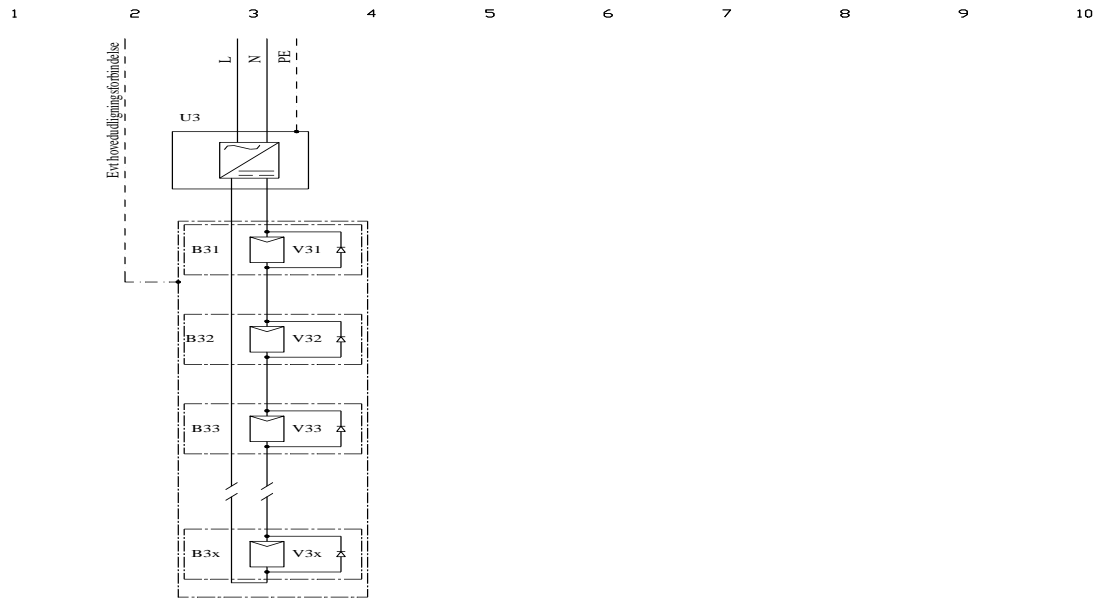 1 2 3 4 5 6 7 8 9 10
Evt hovedudligningsforbindelse
L
N
PE
U3
B31 V31
B32 V32
B33 V33
B3x V3x